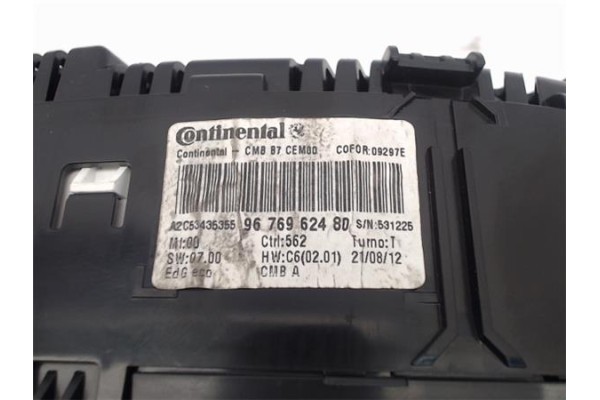 Continental
Continental - CMB B7 CEM80 COFOR:09297E
A2C53435355 96 769 624 80 S/N:531225
M1:00 Ctrl:562 Turno:T
SW:07.00 HW:C6(02.01) 21/08/12
EdG eco CMB A